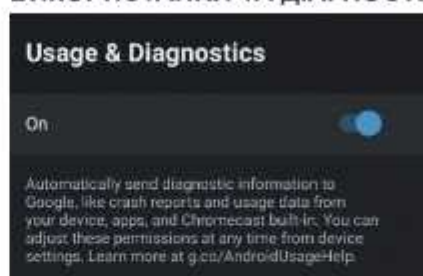 Usage & Diagnostics
On
Automatically send diagnostic information to
Google, like crash reports and usage data from
your device, apps, and Chromecast built-in. You can
adjust these permissions at any time from device
settings. Learn more at g.co/AndroidUsageHelp.